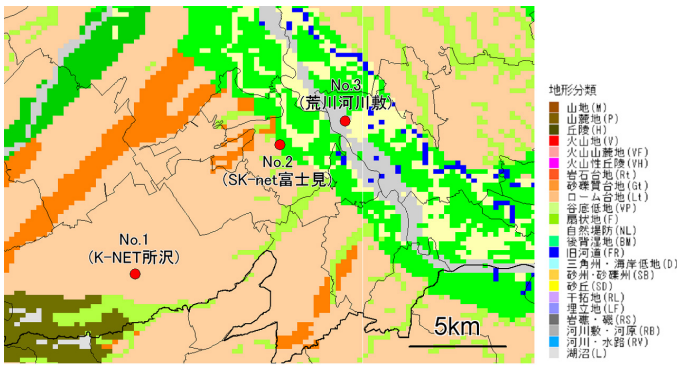 No.3
（荒川河川敷）
No.2
（SK-net富士見）
No.1
（K-NET所沢）
5km
地形分類
山地(M)
山麓地(P)
丘陵(H)
火山地(V)
火山山麓地(VF)
火山性丘陵(VH)
岩石台地(Rt)
砂礫質台地(Gt)
ローム台地(Lt)
谷底低地(VP)
扇状地(F)
自然堤防(NL)
後背湿地(BM)
旧河道(FR)
三角州・海岸低地(D)
砂州・砂礫州(SB)
砂丘(SD)
干拓地(RL)
埋立地(LF)
岩礁・磯(RS)
河川敷・河原(RB)
河川・水路(RV)
湖沼(L)